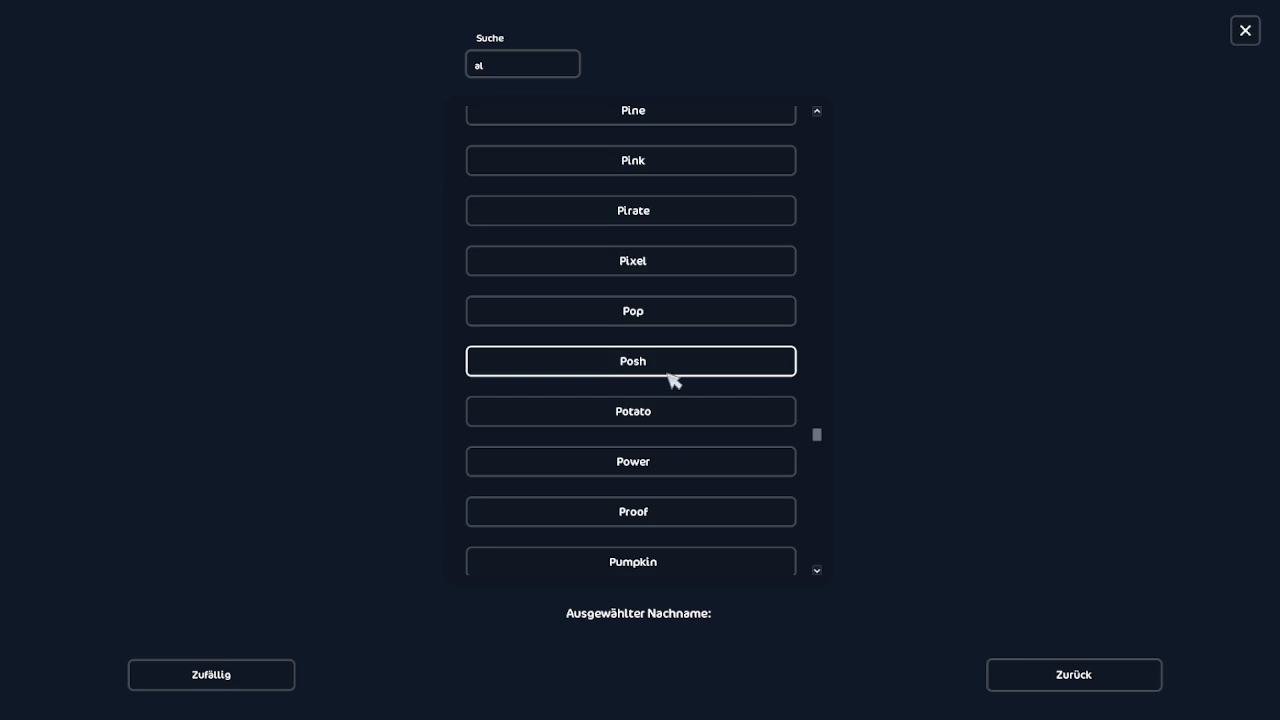 Suche
al
Pine
Pink
Pirate
Pixel
Pop
Posh
Potato
Power
Proof
Pumpkin
Ausgewählter Nachname:
Zufällig
Zurück